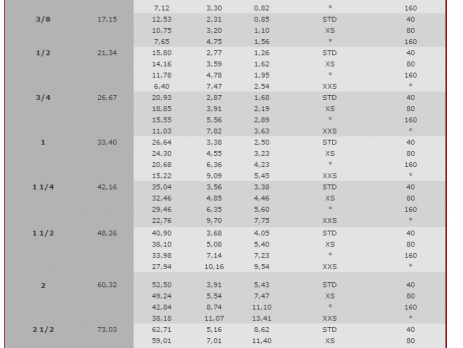 7,12 3,30 0,82 * 160
3/8 17,15 12,53 2,31 0,85 STD 40
10,75 3,20 1,10 XS 80
7,65 4,75 1,56 * 160
1/2 21,34 15,80 2,77 1,26 STD 40
14,16 3,59 1,62 XS 80
11,78 4,78 1,95 * 160
6,40 7,47 2,54 XXS *
3/4 26,67 20,93 2,87 1,68 STD 40
18,85 3,91 2,19 XS 80
15,55 5,56 2,89 * 160
11,03 7,82 3,63 XXS *
1 33,40 26,64 3,38 2,50 STD 40
24,30 4,55 3,23 XS 80
20,68 6,36 4,23 * 160
15,22 9,09 5,45 XXS *
1 1/4 42,16 35,04 3,56 3,38 STD 40
32,46 4,85 4,46 XS 80
29,46 6,35 5,60 * 160
22,76 9,70 7,75 XXS *
1 1/2 48,26 40,90 3,68 4,05 STD 40
38,10 5,08 5,40 XS 80
33,98 7,14 7,23 * 160
27,94 10,16 9,54 XXS *
2 60,32 52,50 3,91 5,43 STD 40
49,24 5,54 7,47 XS 80
42,84 8,74 11,10 * 160
38,18 11,07 13,41 XXS *
2 1/2 73,03 62,71 5,16 8,62 STD 40
59,01 7,01 11,40 XS 80